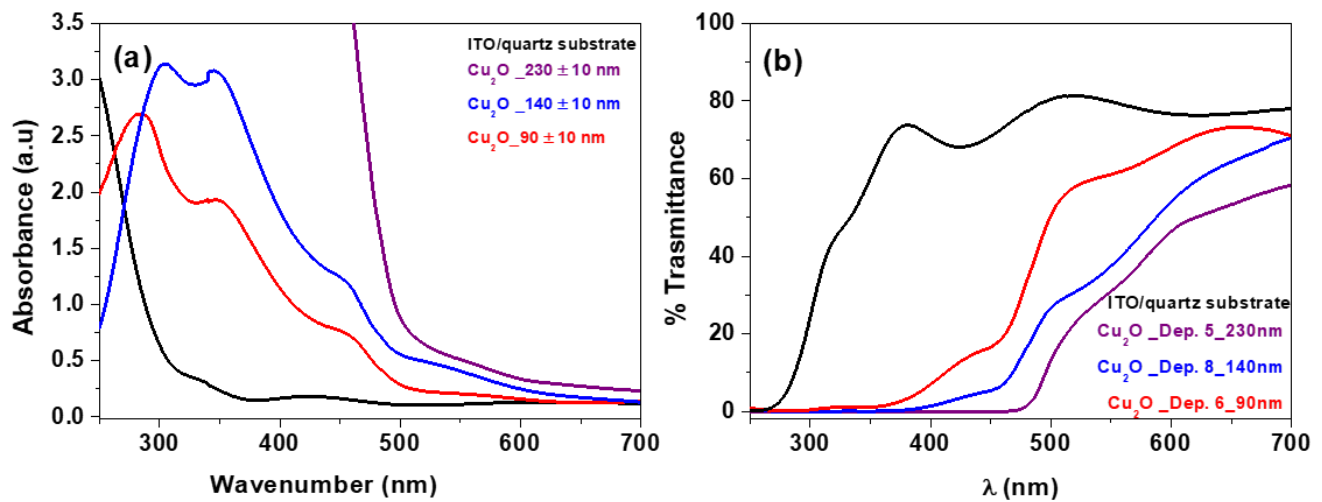 (a)
ITO/quartz substrate
Cu₂O _230 ± 10 nm
Cu₂O _140 ± 10 nm
Cu₂O_90 ± 10 nm
3.5
3.0
2.5
2.0
1.5
1.0
0.5
0.0
Absorbance (a.u)
300
400
500
600
700
Wavenumber (nm)
(b)
100
80
60
40
20
0
% Trasmittance
ITO/quartz substrate
Cu₂O _Dep. 5_230nm
Cu₂O _Dep. 8_140nm
Cu₂O _Dep. 6_90nm
300
400
500
600
700
λ (nm)